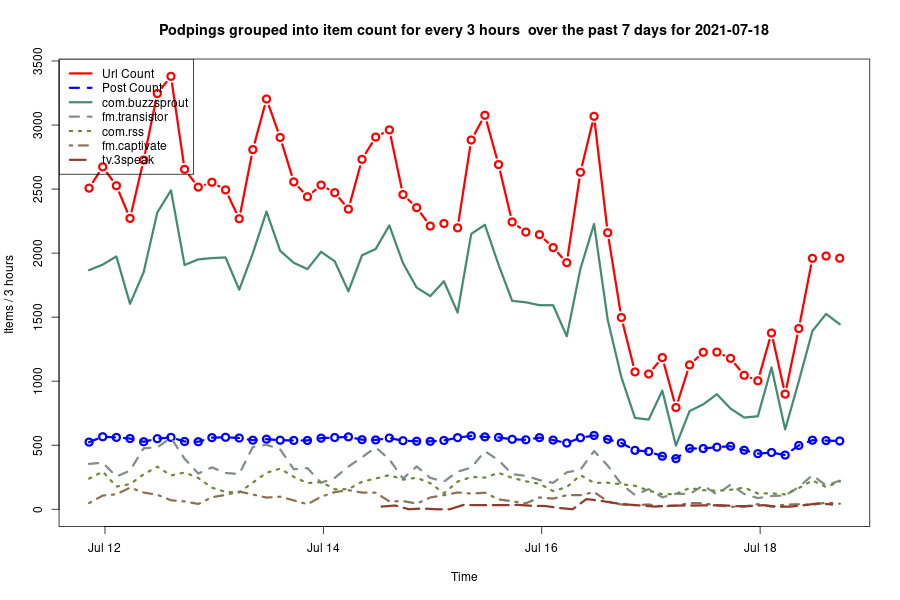 Podpings grouped into item count for every 3 hours  over the past 7 days for 2021-07-18
Url Count
Post Count
com.buzzsprout
fm.transistor
com.rss
fm.captivate
tv.3speak
Items / 3 hours
3500
3000
2500
2000
1500
1000
500
0
Jul 12
Jul 14
Jul 16
Jul 18
Time